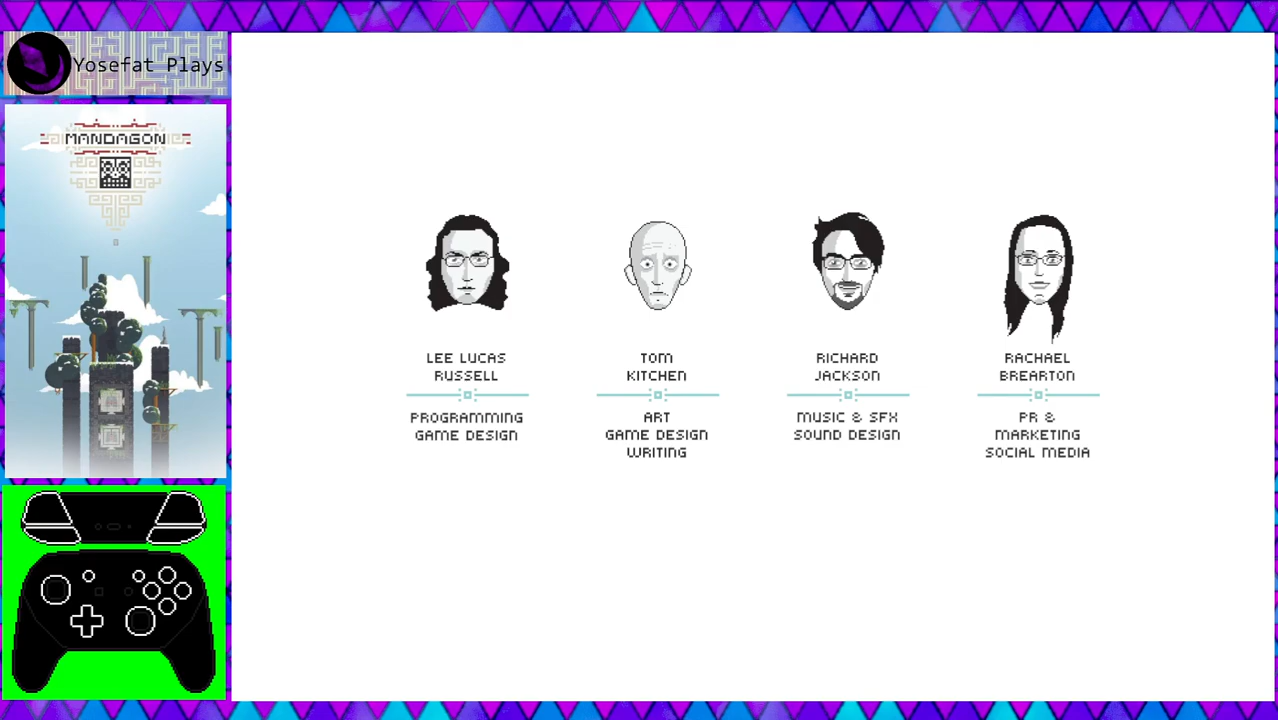 Yosefat Plays
MANDAGON
LEE LUCAS
RUSSELL
PROGRAMMING
GAME DESIGN
TOM
KITCHEN
ART
GAME DESIGN
WRITING
RICHARD
JACKSON
MUSIC & SFX
SOUND DESIGN
RACHAEL
BREARTON
PR &
MARKETING
SOCIAL MEDIA